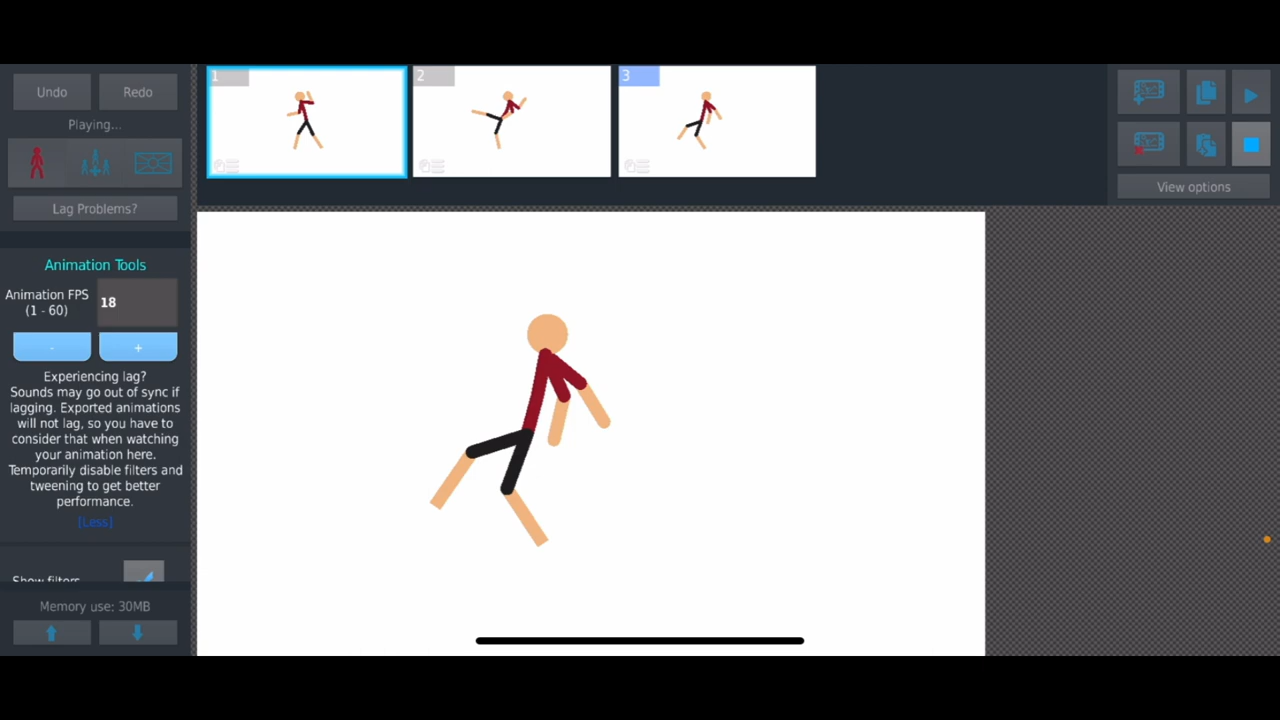 Undo
Redo
Playing...
Lag Problems?
Animation Tools
Animation FPS
(1 - 60)
18
-
+
Experiencing lag?
Sounds may go out of sync if
lagging. Exported animations
will not lag, so you have to
consider that when watching
your animation here.
Temporarily disable filters and
tweening to get better
performance.
[Less]
Show filters
Memory use: 30MB
1
2
3
View options